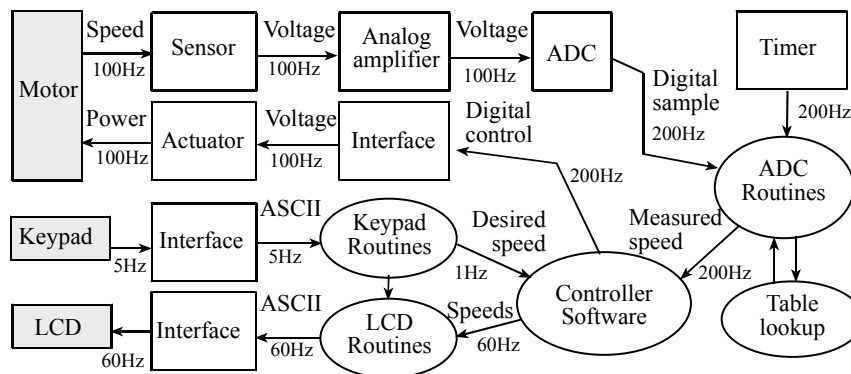 Speed
Voltage
Voltage
Sensor
Analog
amplifier
ADC
Timer
100Hz
100Hz
100Hz
Motor
Digital
sample
200Hz
200Hz
Power
Actuator
Voltage
Interface
Digital
control
100Hz
100Hz
200Hz
ADC
Routines
Keypad
5Hz
Interface
ASCII
5Hz
Keypad
Routines
Desired
speed
1Hz
Measured
speed
200Hz
Controller
Software
Table
lookup
LCD
60Hz
Interface
ASCII
60Hz
LCD
Routines
Speeds
60Hz